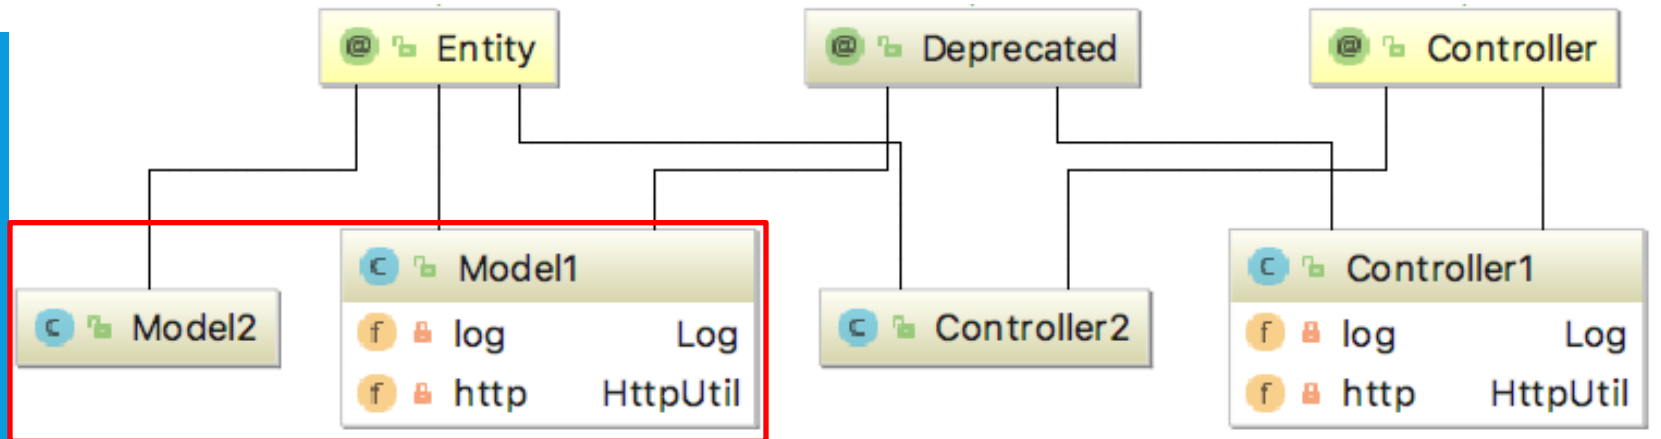 @ Entity
@ Deprecated
@ Controller
C Model1
C Controller1
C Model2
C Controller2
f log Log
f http HttpUtil
f log Log
f http HttpUtil